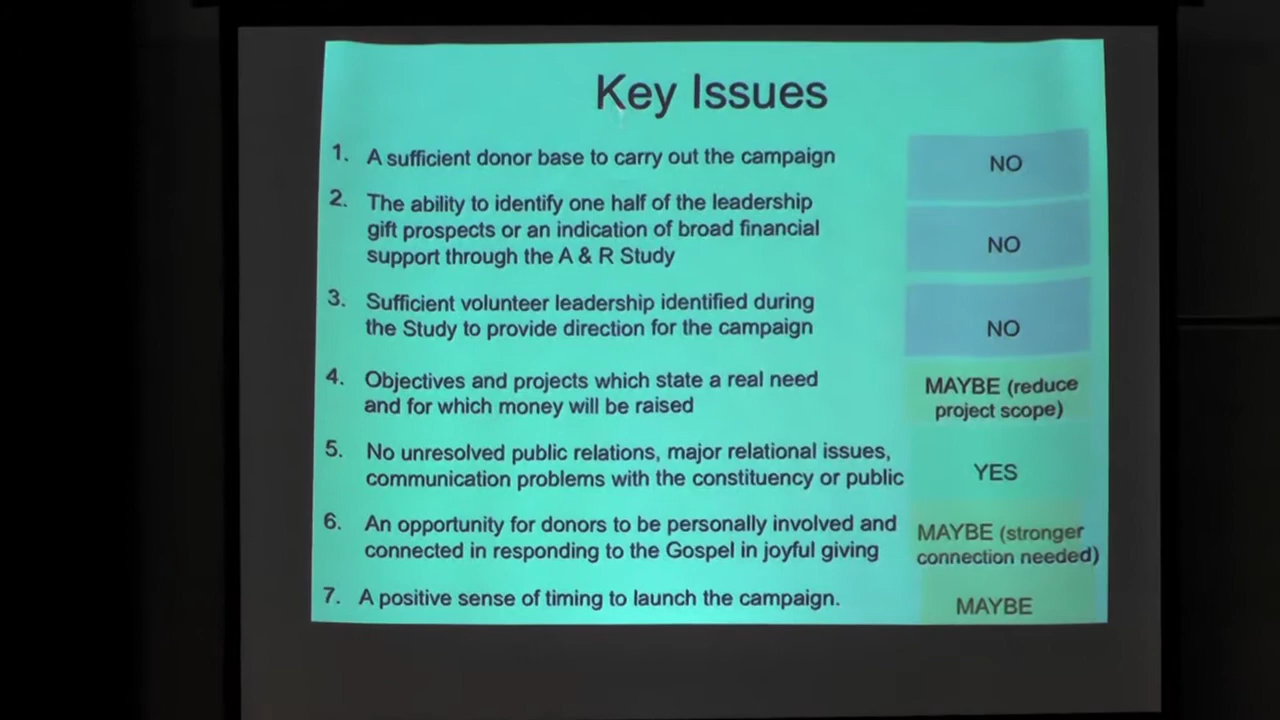 Key Issues
1. A sufficient donor base to carry out the campaign
NO
2. The ability to identify one half of the leadership
gift prospects or an indication of broad financial
support through the A & R Study
NO
3. Sufficient volunteer leadership identified during
the Study to provide direction for the campaign
NO
4. Objectives and projects which state a real need
and for which money will be raised
MAYBE (reduce
project scope)
5. No unresolved public relations, major relational issues,
communication problems with the constituency or public
YES
6. An opportunity for donors to be personally involved and
connected in responding to the Gospel in joyful giving
MAYBE (stronger
connection needed)
7. A positive sense of timing to launch the campaign.
MAYBE